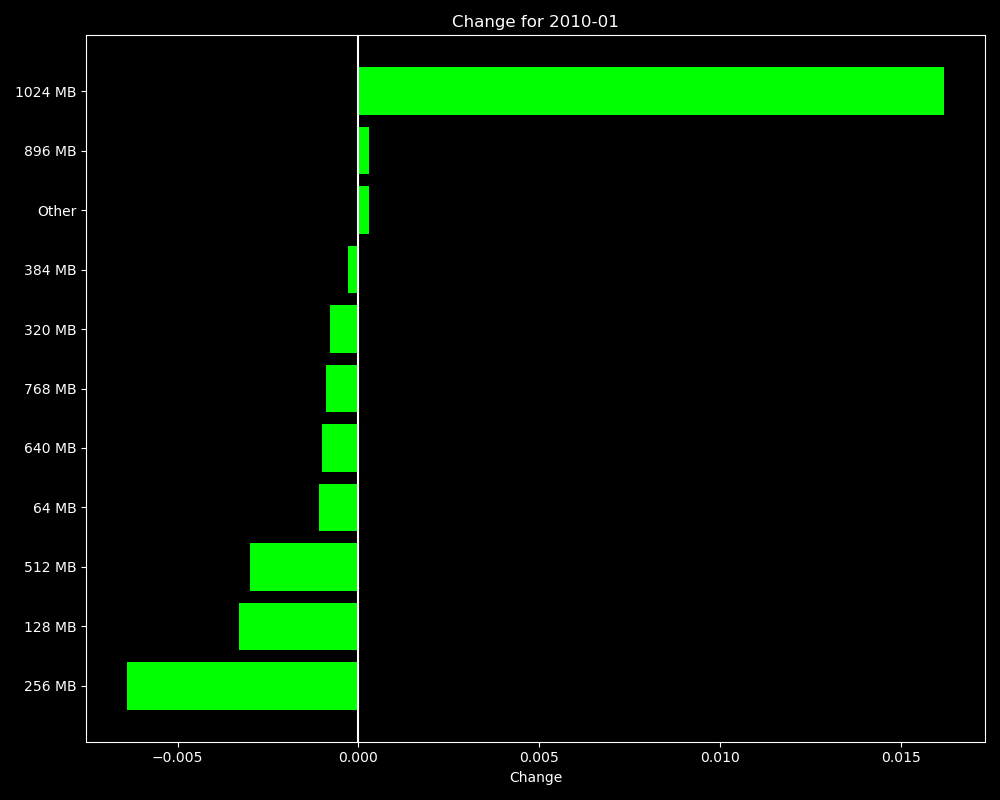 Change for 2010-01
1024 MB
896 MB
Other
384 MB
320 MB
768 MB
640 MB
64 MB
512 MB
128 MB
256 MB
−0.005 0.000 0.005 0.010 0.015
Change